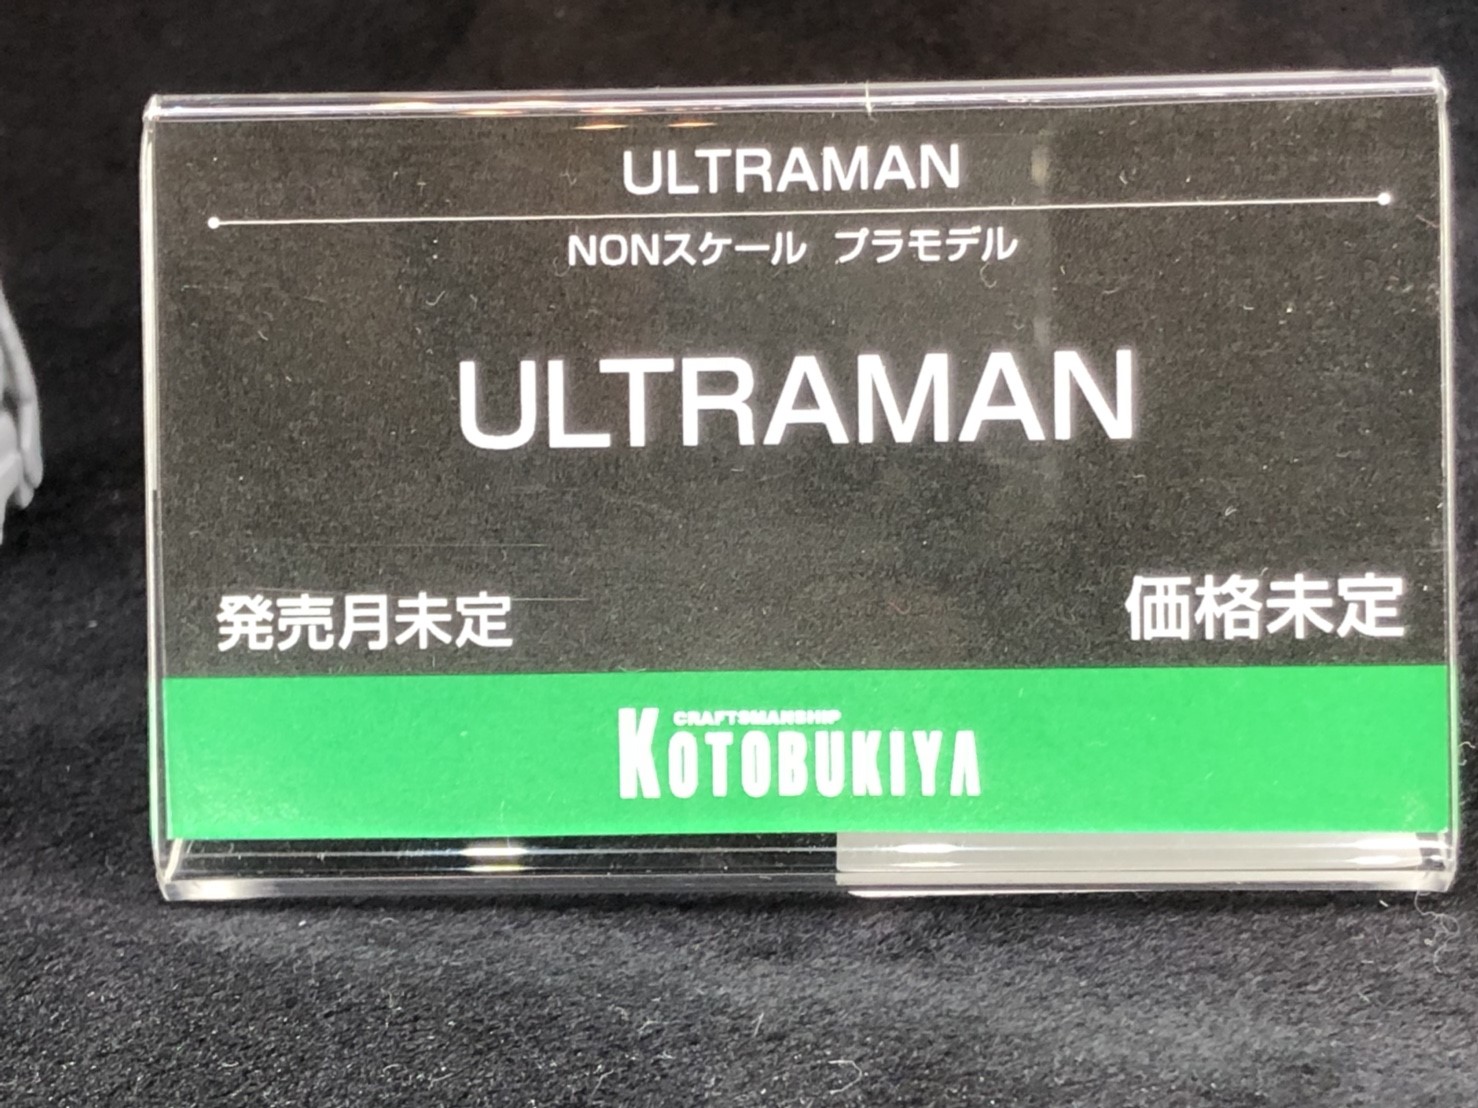 ULTRAMAN
NONスケール プラモデル
ULTRAMAN
発売月未定
価格未定
CRAFTSMANSHIP
KOTOBUKIYA